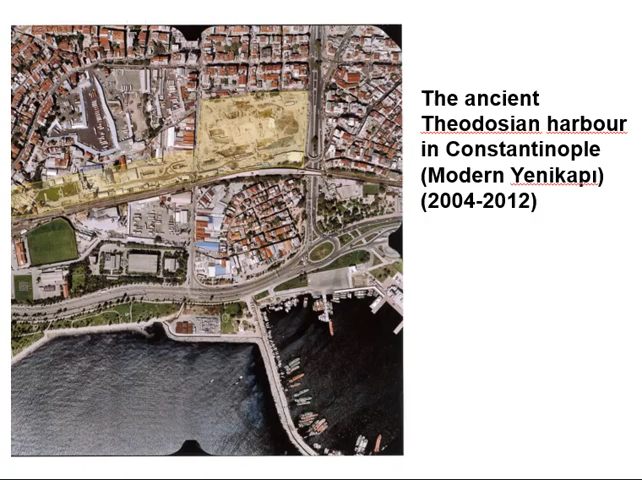 The ancient
Theodosian harbour
in Constantinople
(Modern Yenikapı)
(2004-2012)